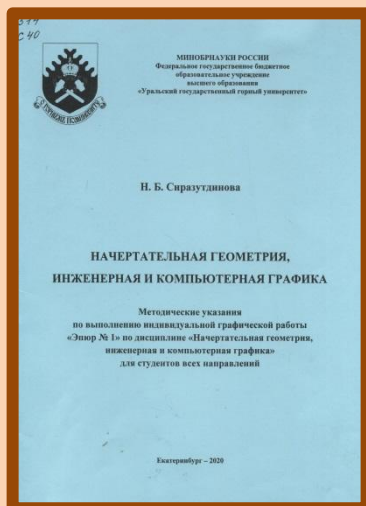 С 40
МИНОБРНАУКИ РОССИИ
Федеральное государственное бюджетное
образовательное учреждение
высшего образования
«Уральский государственный горный университет»
Н. Б. Сиразутдинова
НАЧЕРТАТЕЛЬНАЯ ГЕОМЕТРИЯ,
ИНЖЕНЕРНАЯ И КОМПЬЮТЕРНАЯ ГРАФИКА
Методические указания
по выполнению индивидуальной графической работы
«Эпюр № 1» по дисциплине «Начертательная геометрия,
инженерная и компьютерная графика»
для студентов всех направлений
Екатеринбург – 2020